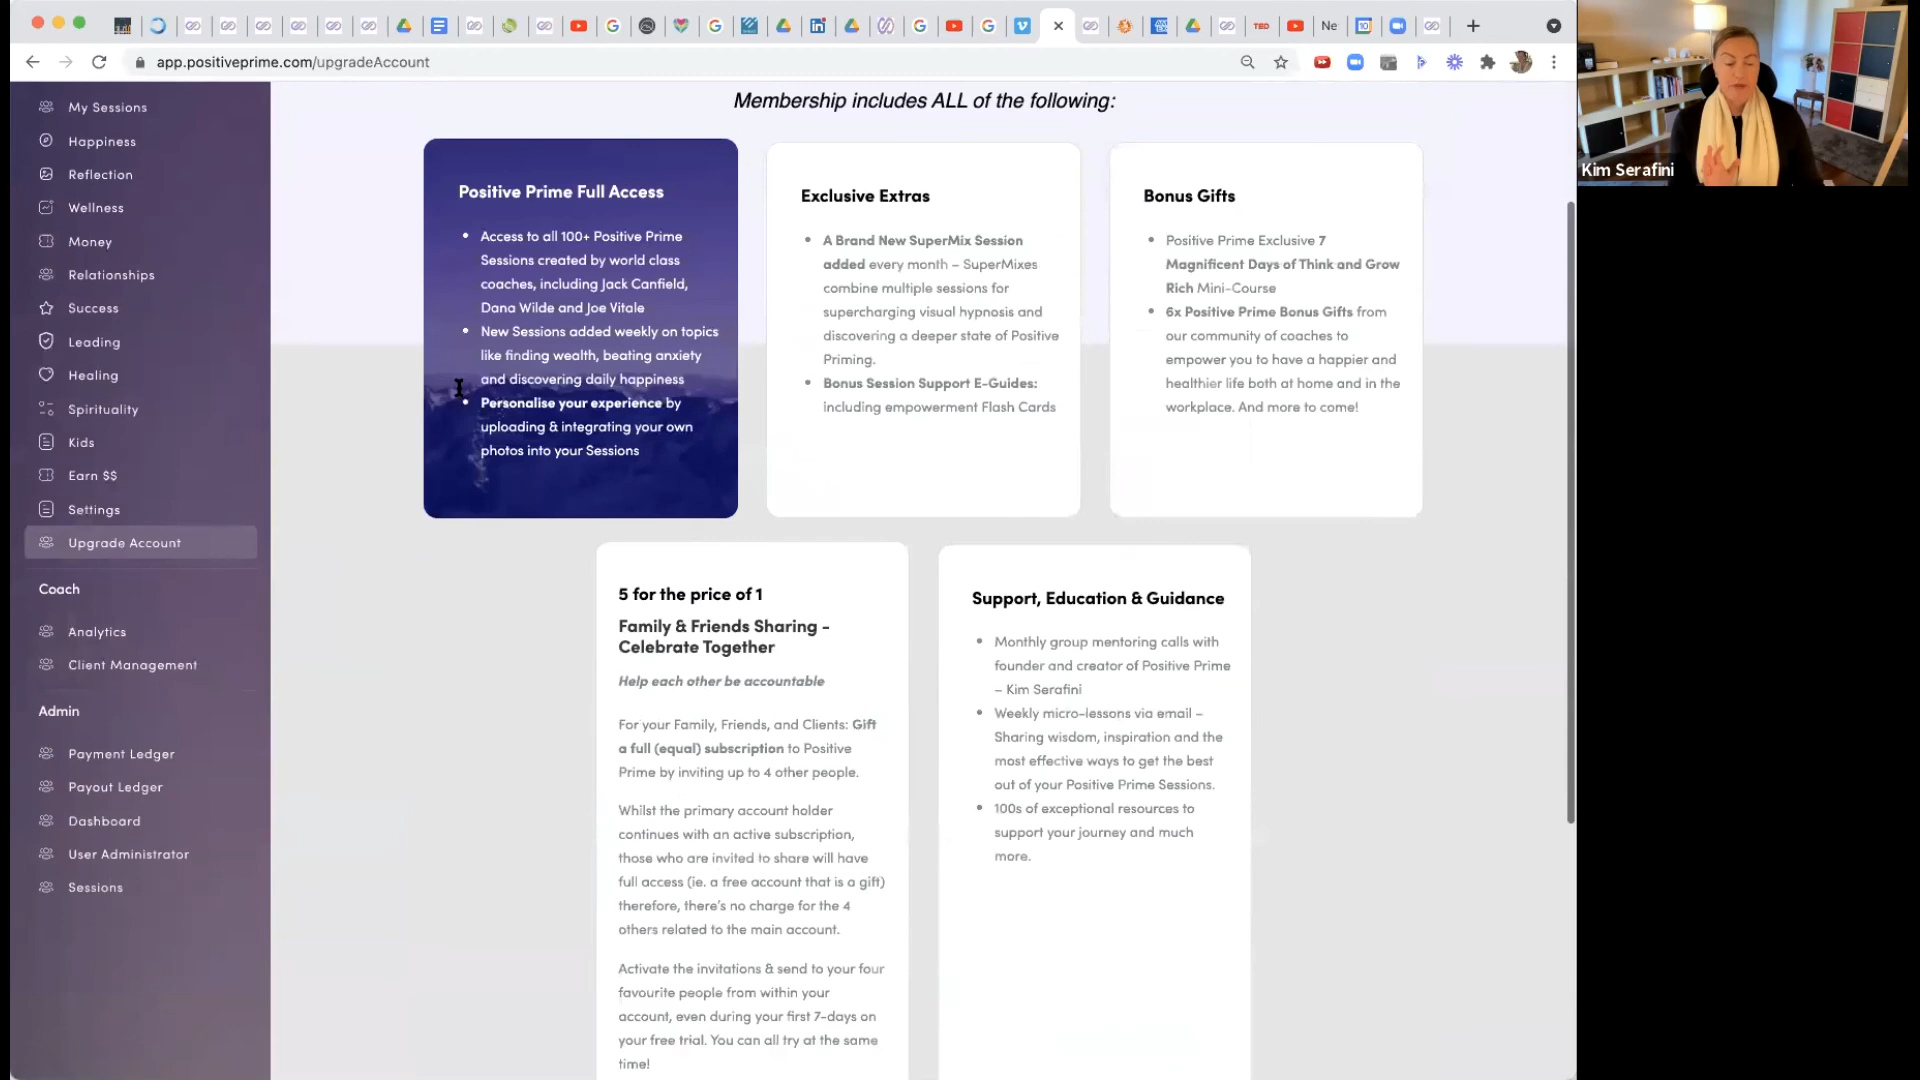 TED
Ne
10
app.positiveprime.com/upgradeAccount
My Sessions
Happiness
Reflection
Wellness
Money
Relationships
Success
Leading
Healing
Spirituality
Kids
Earn $$
Settings
Upgrade Account
Coach
Analytics
Client Management
Admin
Payment Ledger
Payout Ledger
Dashboard
User Administrator
Sessions
Membership includes ALL of the following:
Positive Prime Full Access
Access to all 100+ Positive Prime
Sessions created by world class
coaches, including Jack Canfield,
Dana Wilde and Joe Vitale
New Sessions added weekly on topics
like finding wealth, beating anxiety
and discovering daily happiness
Personalise your experience by
uploading & integrating your own
photos into your Sessions
Exclusive Extras
A Brand New SuperMix Session
added every month – SuperMixes
combine multiple sessions for
supercharging visual hypnosis and
discovering a deeper state of Positive
Priming.
Bonus Session Support E-Guides:
including empowerment Flash Cards
Bonus Gifts
Positive Prime Exclusive 7
Magnificent Days of Think and Grow
Rich Mini-Course
6x Positive Prime Bonus Gifts from
our community of coaches to
empower you to have a happier and
healthier life both at home and in the
workplace. And more to come!
5 for the price of 1
Family & Friends Sharing -
Celebrate Together
Help each other be accountable
For your Family, Friends, and Clients: Gift
a full (equal) subscription to Positive
Prime by inviting up to 4 other people.
Whilst the primary account holder
continues with an active subscription,
those who are invited to share will have
full access (ie. a free account that is a gift)
therefore, there's no charge for the 4
others related to the main account.
Activate the invitations & send to your four
favourite people from within your
account, even during your first 7-days on
your free trial. You can all try at the same
time!
Support, Education & Guidance
Monthly group mentoring calls with
founder and creator of Positive Prime
– Kim Serafini
Weekly micro-lessons via email –
Sharing wisdom, inspiration and the
most effective ways to get the best
out of your Positive Prime Sessions.
100s of exceptional resources to
support your journey and much
more.
Kim Serafini